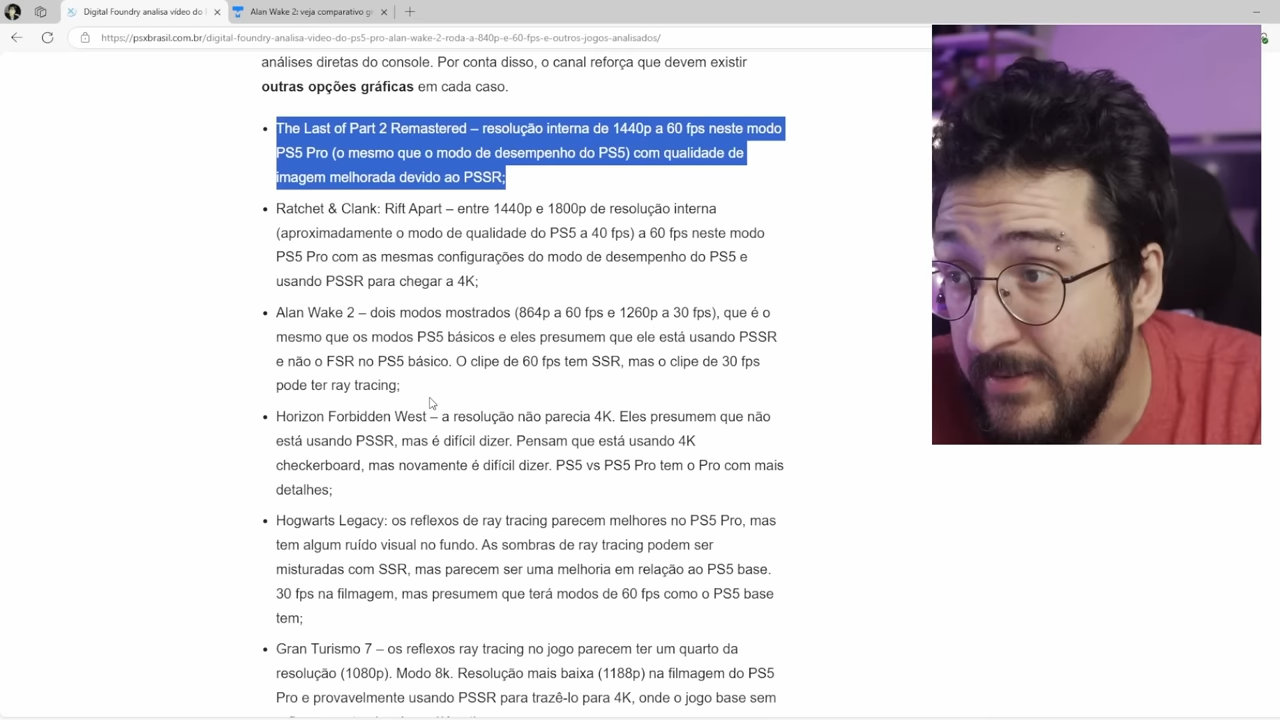 Digital Foundry analisa vídeo do
Alan Wake 2: veja comparativo
https://psxbrasil.com.br/digital-foundry-analisa-video-do-ps5-pro-alan-wake-2-roda-a-840p-e-60-fps-e-outros-jogos-analisados/
análises diretas do console. Por conta disso, o canal reforça que devem existir
outras opções gráficas em cada caso.
• The Last of Part 2 Remastered – resolução interna de 1440p a 60 fps neste modo
PS5 Pro (o mesmo que o modo de desempenho do PS5) com qualidade de
imagem melhorada devido ao PSSR;
• Ratchet & Clank: Rift Apart – entre 1440p e 1800p de resolução interna
(aproximadamente o modo de qualidade do PS5 a 40 fps) a 60 fps neste modo
PS5 Pro com as mesmas configurações do modo de desempenho do PS5 e
usando PSSR para chegar a 4K;
• Alan Wake 2 – dois modos mostrados (864p a 60 fps e 1260p a 30 fps), que é o
mesmo que os modos PS5 básicos e eles presumem que ele está usando PSSR
e não o FSR no PS5 básico. O clipe de 60 fps tem SSR, mas o clipe de 30 fps
pode ter ray tracing;
• Horizon Forbidden West – a resolução não parecia 4K. Eles presumem que não
está usando PSSR, mas é difícil dizer. Pensam que está usando 4K
checkerboard, mas novamente é difícil dizer. PS5 vs PS5 Pro tem o Pro com mais
detalhes;
• Hogwarts Legacy: os reflexos de ray tracing parecem melhores no PS5 Pro, mas
tem algum ruído visual no fundo. As sombras de ray tracing podem ser
misturadas com SSR, mas parecem ser uma melhoria em relação ao PS5 base.
30 fps na filmagem, mas presumem que terá modos de 60 fps como o PS5 base
tem;
• Gran Turismo 7 – os reflexos ray tracing no jogo parecem ter um quarto da
resolução (1080p). Modo 8k. Resolução mais baixa (1188p) na filmagem do PS5
Pro e provavelmente usando PSSR para trazê-lo para 4K, onde o jogo base sem